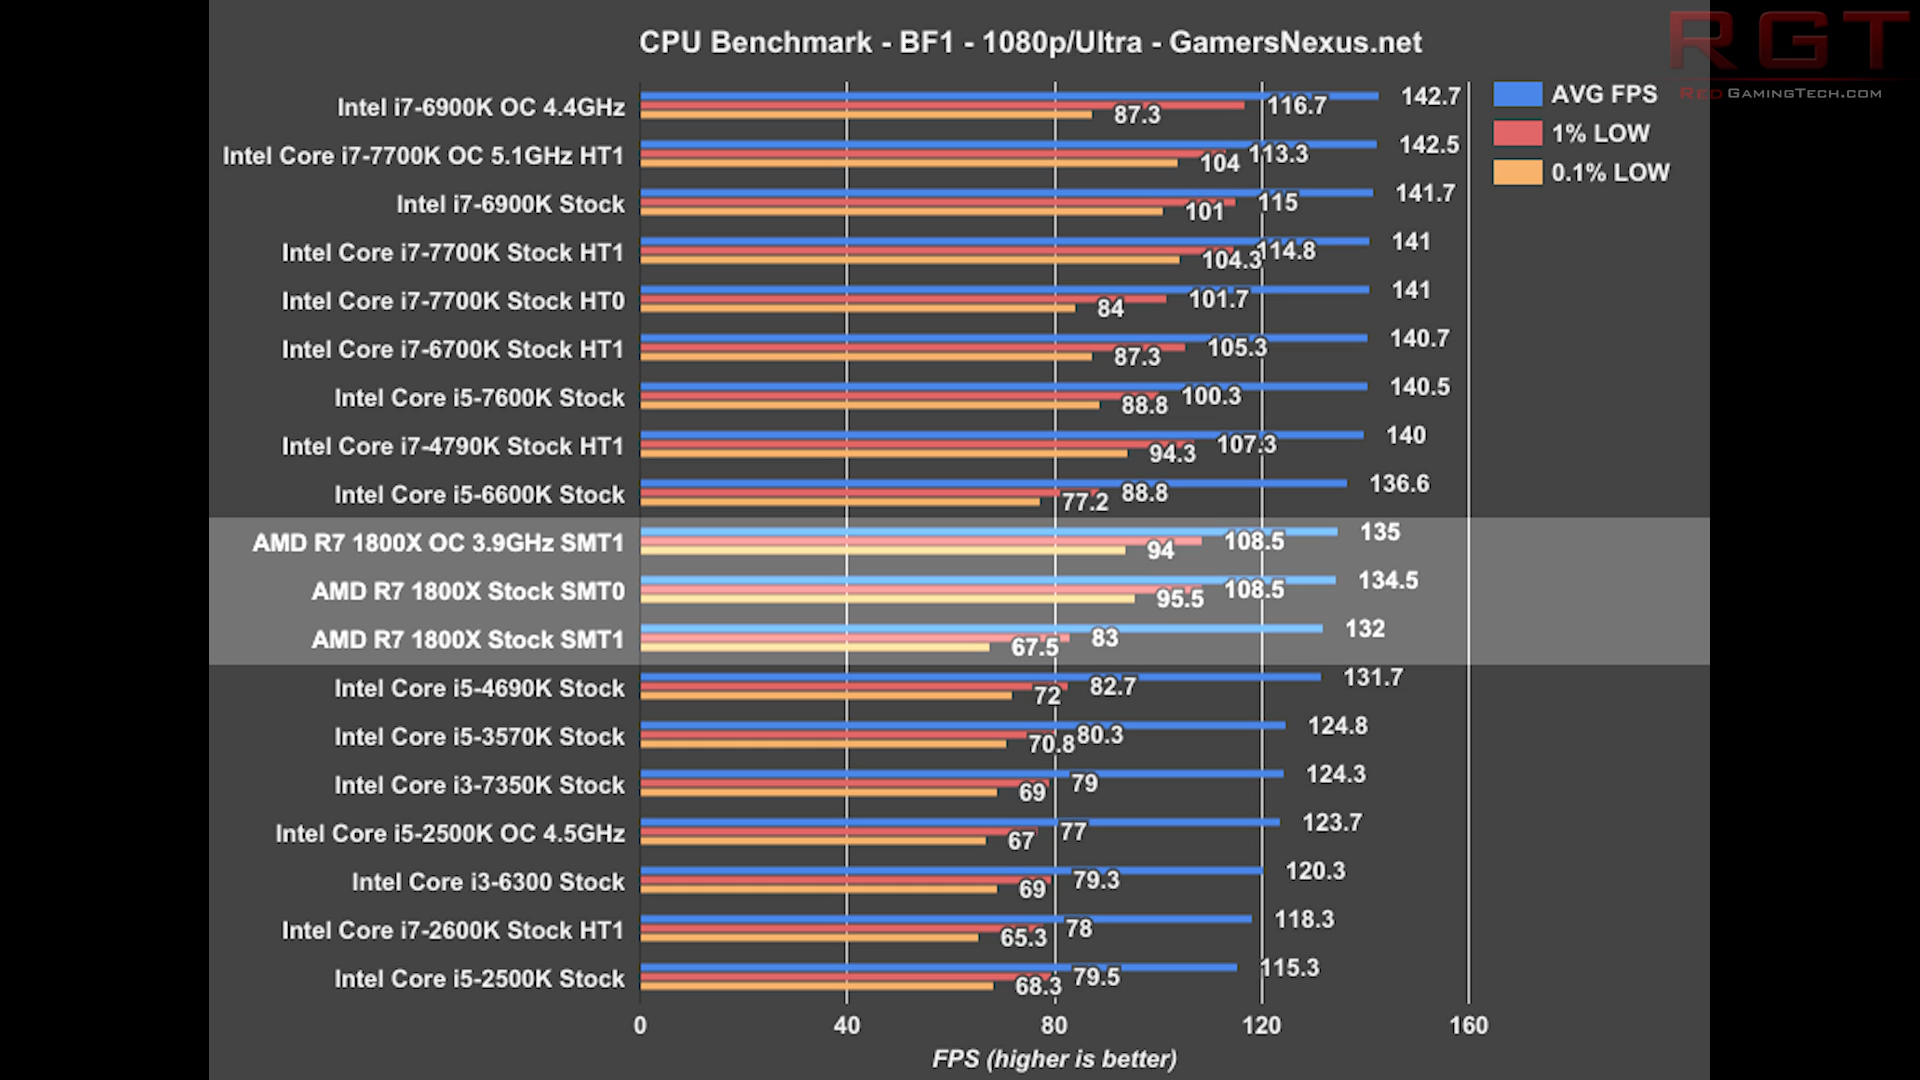 CPU Benchmark - BF1 - 1080p/Ultra - GamersNexus.net
RGT
RedGamingTech.com
AVG FPS
1% LOW
0.1% LOW
Intel i7-6900K OC 4.4GHz 142.7 116.7 87.3
Intel Core i7-7700K OC 5.1GHz HT1 142.5 113.3 104
Intel i7-6900K Stock 141.7 115 101
Intel Core i7-7700K Stock HT1 141 114.8 104.3
Intel Core i7-7700K Stock HT0 141 101.7 84
Intel Core i7-6700K Stock HT1 140.7 105.3 87.3
Intel Core i5-7600K Stock 140.5 100.3 88.8
Intel Core i7-4790K Stock HT1 140 107.3 94.3
Intel Core i5-6600K Stock 136.6 88.8 77.2
AMD R7 1800X OC 3.9GHz SMT1 135 108.5 94
AMD R7 1800X Stock SMT0 134.5 108.5 95.5
AMD R7 1800X Stock SMT1 132 83 67.5
Intel Core i5-4690K Stock 131.7 82.7 72
Intel Core i5-3570K Stock 124.8 80.3 70.8
Intel Core i3-7350K Stock 124.3 79 69
Intel Core i5-2500K OC 4.5GHz 123.7 77 67
Intel Core i3-6300 Stock 120.3 79.3 69
Intel Core i7-2600K Stock HT1 118.3 78 65.3
Intel Core i5-2500K Stock 115.3 79.5 68.3
0 40 80 120 160
FPS (higher is better)